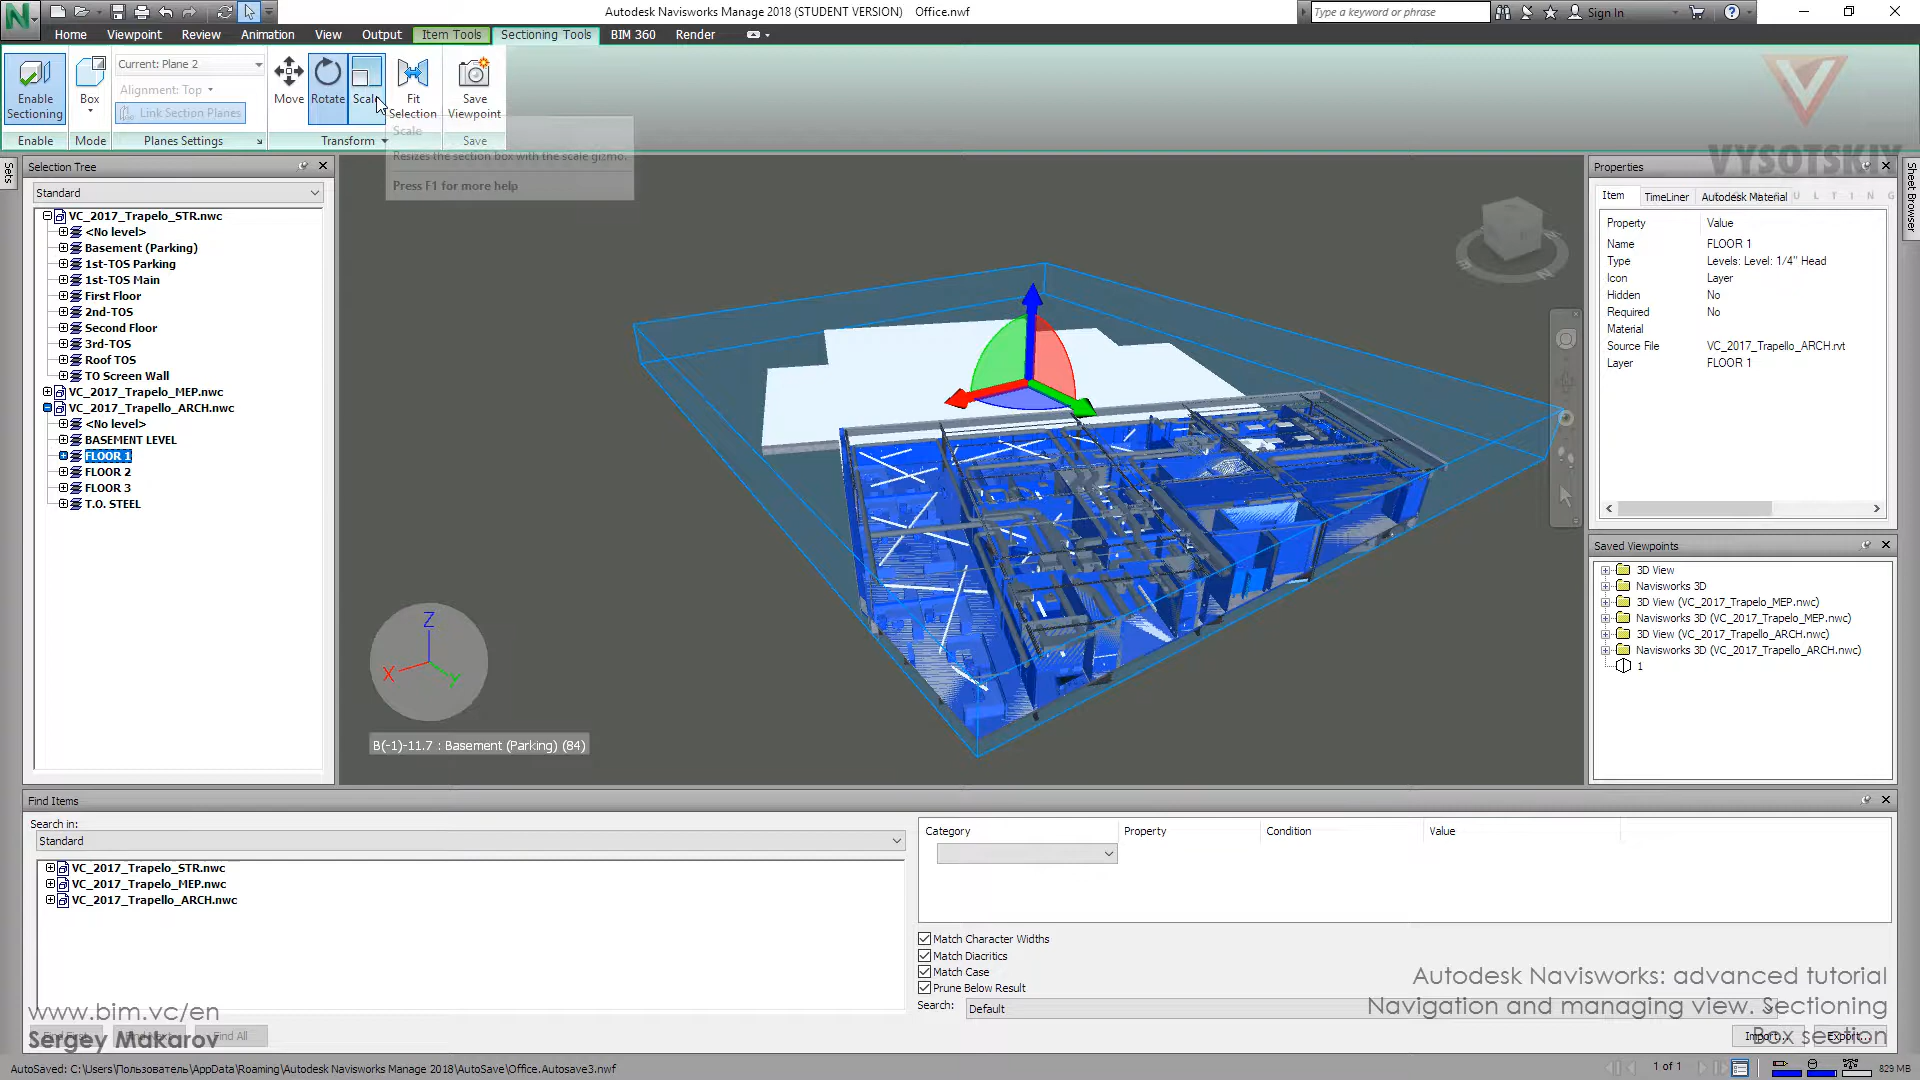 Autodesk Navisworks Manage 2018 (STUDENT VERSION) Office.nwf
Type a keyword or phrase
Sign In
Home Viewpoint Review Animation View Output Item Tools Sectioning Tools BIM 360 Render
Enable Sectioning
Box
Current: Plane 2
Alignment: Top
Link Section Planes
Move Rotate Scale
Fit Selection
Save Viewpoint
Enable Mode Planes Settings Transform Save
Scale
Resizes the section box with the scale gizmo.
Press F1 for more help
VYSOTSKIY
Sets
Selection Tree
Standard
VC_2017_Trapelo_STR.nwc
<No level>
Basement (Parking)
1st-TOS Parking
1st-TOS Main
First Floor
2nd-TOS
Second Floor
3rd-TOS
Roof TOS
TO Screen Wall
VC_2017_Trapelo_MEP.nwc
VC_2017_Trapello_ARCH.nwc
<No level>
BASEMENT LEVEL
FLOOR 1
FLOOR 2
FLOOR 3
T.O. STEEL
Z
X
Y
B(-1)-11.7 : Basement (Parking) (84)
Properties
Sheet Browser
Item TimeLiner Autodesk Material
Property Value
Name FLOOR 1
Type Levels: Level: 1/4" Head
Icon Layer
Hidden No
Required No
Material
Source File VC_2017_Trapello_ARCH.rvt
Layer FLOOR 1
Saved Viewpoints
3D View
Navisworks 3D
3D View (VC_2017_Trapelo_MEP.nwc)
Navisworks 3D (VC_2017_Trapelo_MEP.nwc)
3D View (VC_2017_Trapello_ARCH.nwc)
Navisworks 3D (VC_2017_Trapello_ARCH.nwc)
1
Find Items
Search in:
Standard
VC_2017_Trapelo_STR.nwc
VC_2017_Trapelo_MEP.nwc
VC_2017_Trapello_ARCH.nwc
Category Property Condition Value
Match Character Widths
Match Diacritics
Match Case
Prune Below Result
Search: Default
Find All
Import...
Export...
www.bim.vc/en
Sergey Makarov
Autodesk Navisworks: advanced tutorial
Navigation and managing view. Sectioning
Box section
AutoSaved: C:\Users\Пользователь\AppData\Roaming\Autodesk Navisworks Manage 2018\AutoSave\Office.Autosave3.nwf
1 of 1
829 MB